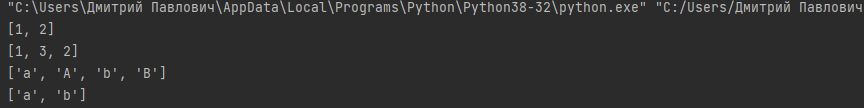 "C:\Users\Дмитрий Павлович\AppData\Local\Programs\Python\Python38-32\python.exe" "C:/Users/Дмитрий Павлович
[1, 2]
[1, 3, 2]
['a', 'A', 'b', 'B']
['a', 'b']